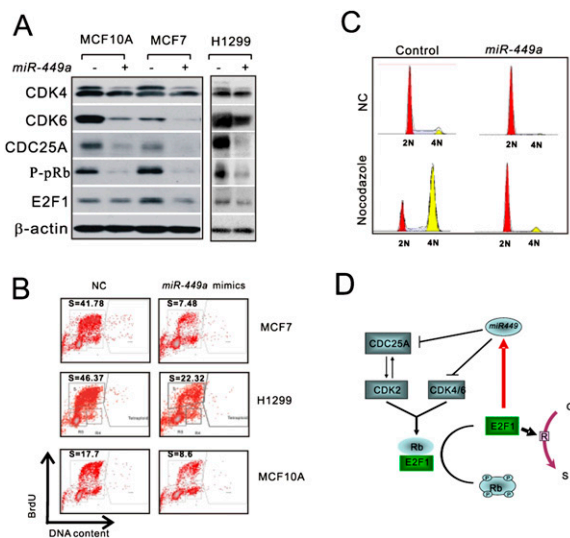 A
MCF10A MCF7 H1299
miR-449a - + - + - +
CDK4
CDK6
CDC25A
P-pRb
E2F1
β-actin
B
NC miR-449a mimics
S=41.78 S=7.48
MCF7
S=46.37 S=22.32
Tetraploid
H1299
S=17.7 S=8.6
MCF10A
BrdU
DNA content
C
Control miR-449a
NC
2N 4N 2N 4N
Nocodazole
2N 4N 2N 4N
D
miR449
CDC25A
CDK2 CDK4/6
E2F1
R
Rb
E2F1
S
P P
Rb
P P